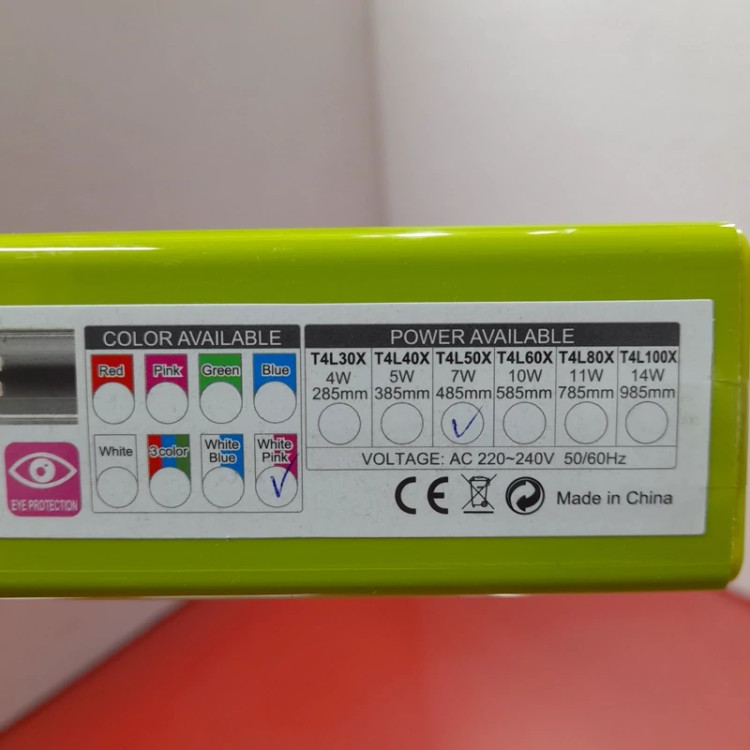 COLOR AVAILABLE
Red Pink Green Blue
White 3color White Blue White Pink
EYE PROTECTION
POWER AVAILABLE
T4L30X T4L40X T4L50X T4L60X T4L80X T4L100X
4W 5W 7W 10W 11W 14W
285mm 385mm 485mm 585mm 785mm 985mm
VOLTAGE: AC 220~240V 50/60Hz
CE Made in China